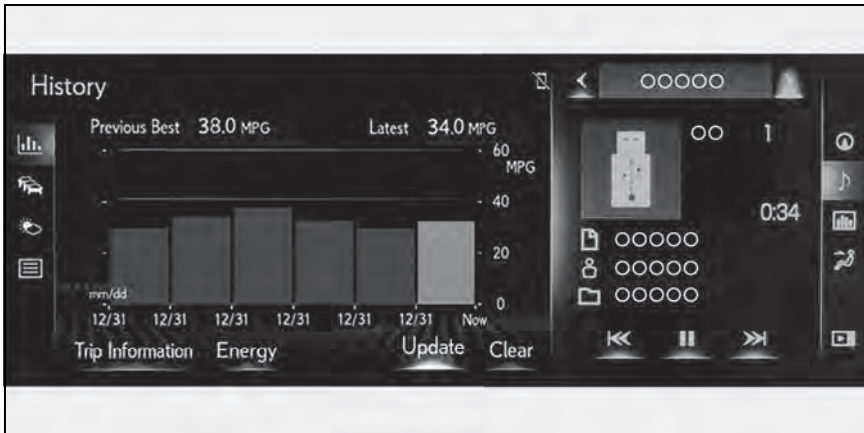 History
Previous Best 38.0 MPG
Latest 34.0 MPG
60
MPG
40
20
0
mm/dd
12/31 12/31 12/31 12/31 12/31 12/31 Now
Trip Information Energy Update Clear
OOOOO
OO 1
0:34
OOOOO
OOOOO
OOOOO